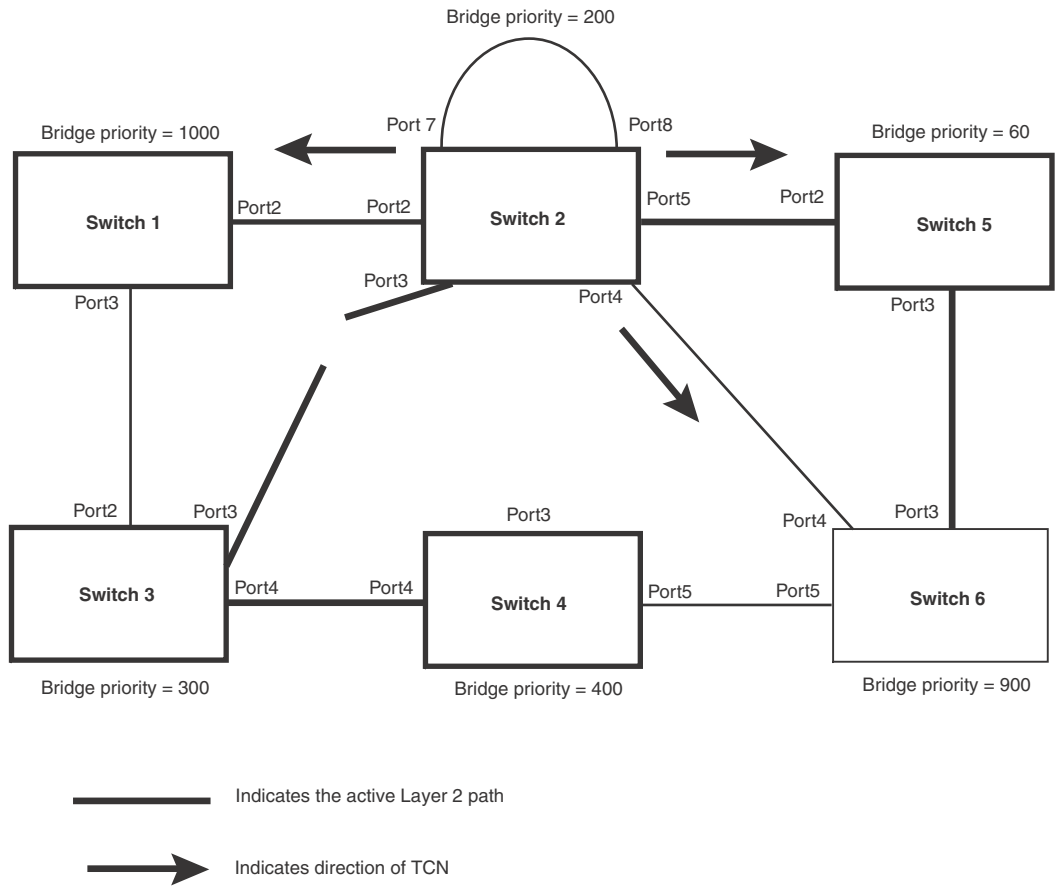 Bridge priority = 200
Port 7
Port8
Bridge priority = 1000
Bridge priority = 60
Switch 1
Port2
Port2
Switch 2
Port5
Port2
Switch 5
Port3
Port3
Port4
Port3
Port2
Port3
Port3
Port4
Port3
Switch 3
Port4
Port4
Switch 4
Port5
Port5
Switch 6
Bridge priority = 300
Bridge priority = 400
Bridge priority = 900
Indicates the active Layer 2 path
Indicates direction of TCN